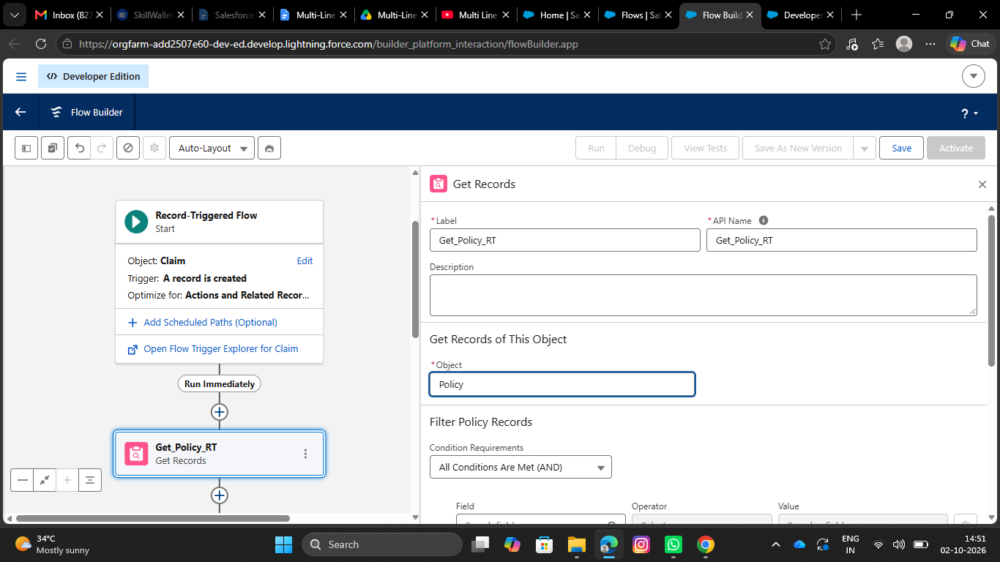 Inbox (827
SkillWallet
Salesforce
Multi-Line
Multi-Line
Multi Line
Home | Sa
Flows | Sal
Flow Build
Developer
https://orgfarm-add2507e60-dev-ed.develop.lightning.force.com/builder_platform_interaction/flowBuilder.app
Chat
Developer Edition
Flow Builder
?
Auto-Layout
Run
Debug
View Tests
Save As New Version
Save
Activate
Record-Triggered Flow
Start
Object: Claim
Edit
Trigger: A record is created
Optimize for: Actions and Related Recor...
Add Scheduled Paths (Optional)
Open Flow Trigger Explorer for Claim
Run Immediately
Get_Policy_RT
Get Records
Get Records
* Label
* API Name
Get_Policy_RT
Get_Policy_RT
Description
Get Records of This Object
* Object
Policy
Filter Policy Records
Condition Requirements
All Conditions Are Met (AND)
Field
Operator
Value
34°C
Mostly sunny
Search
ENG
IN
14:51
02-10-2026